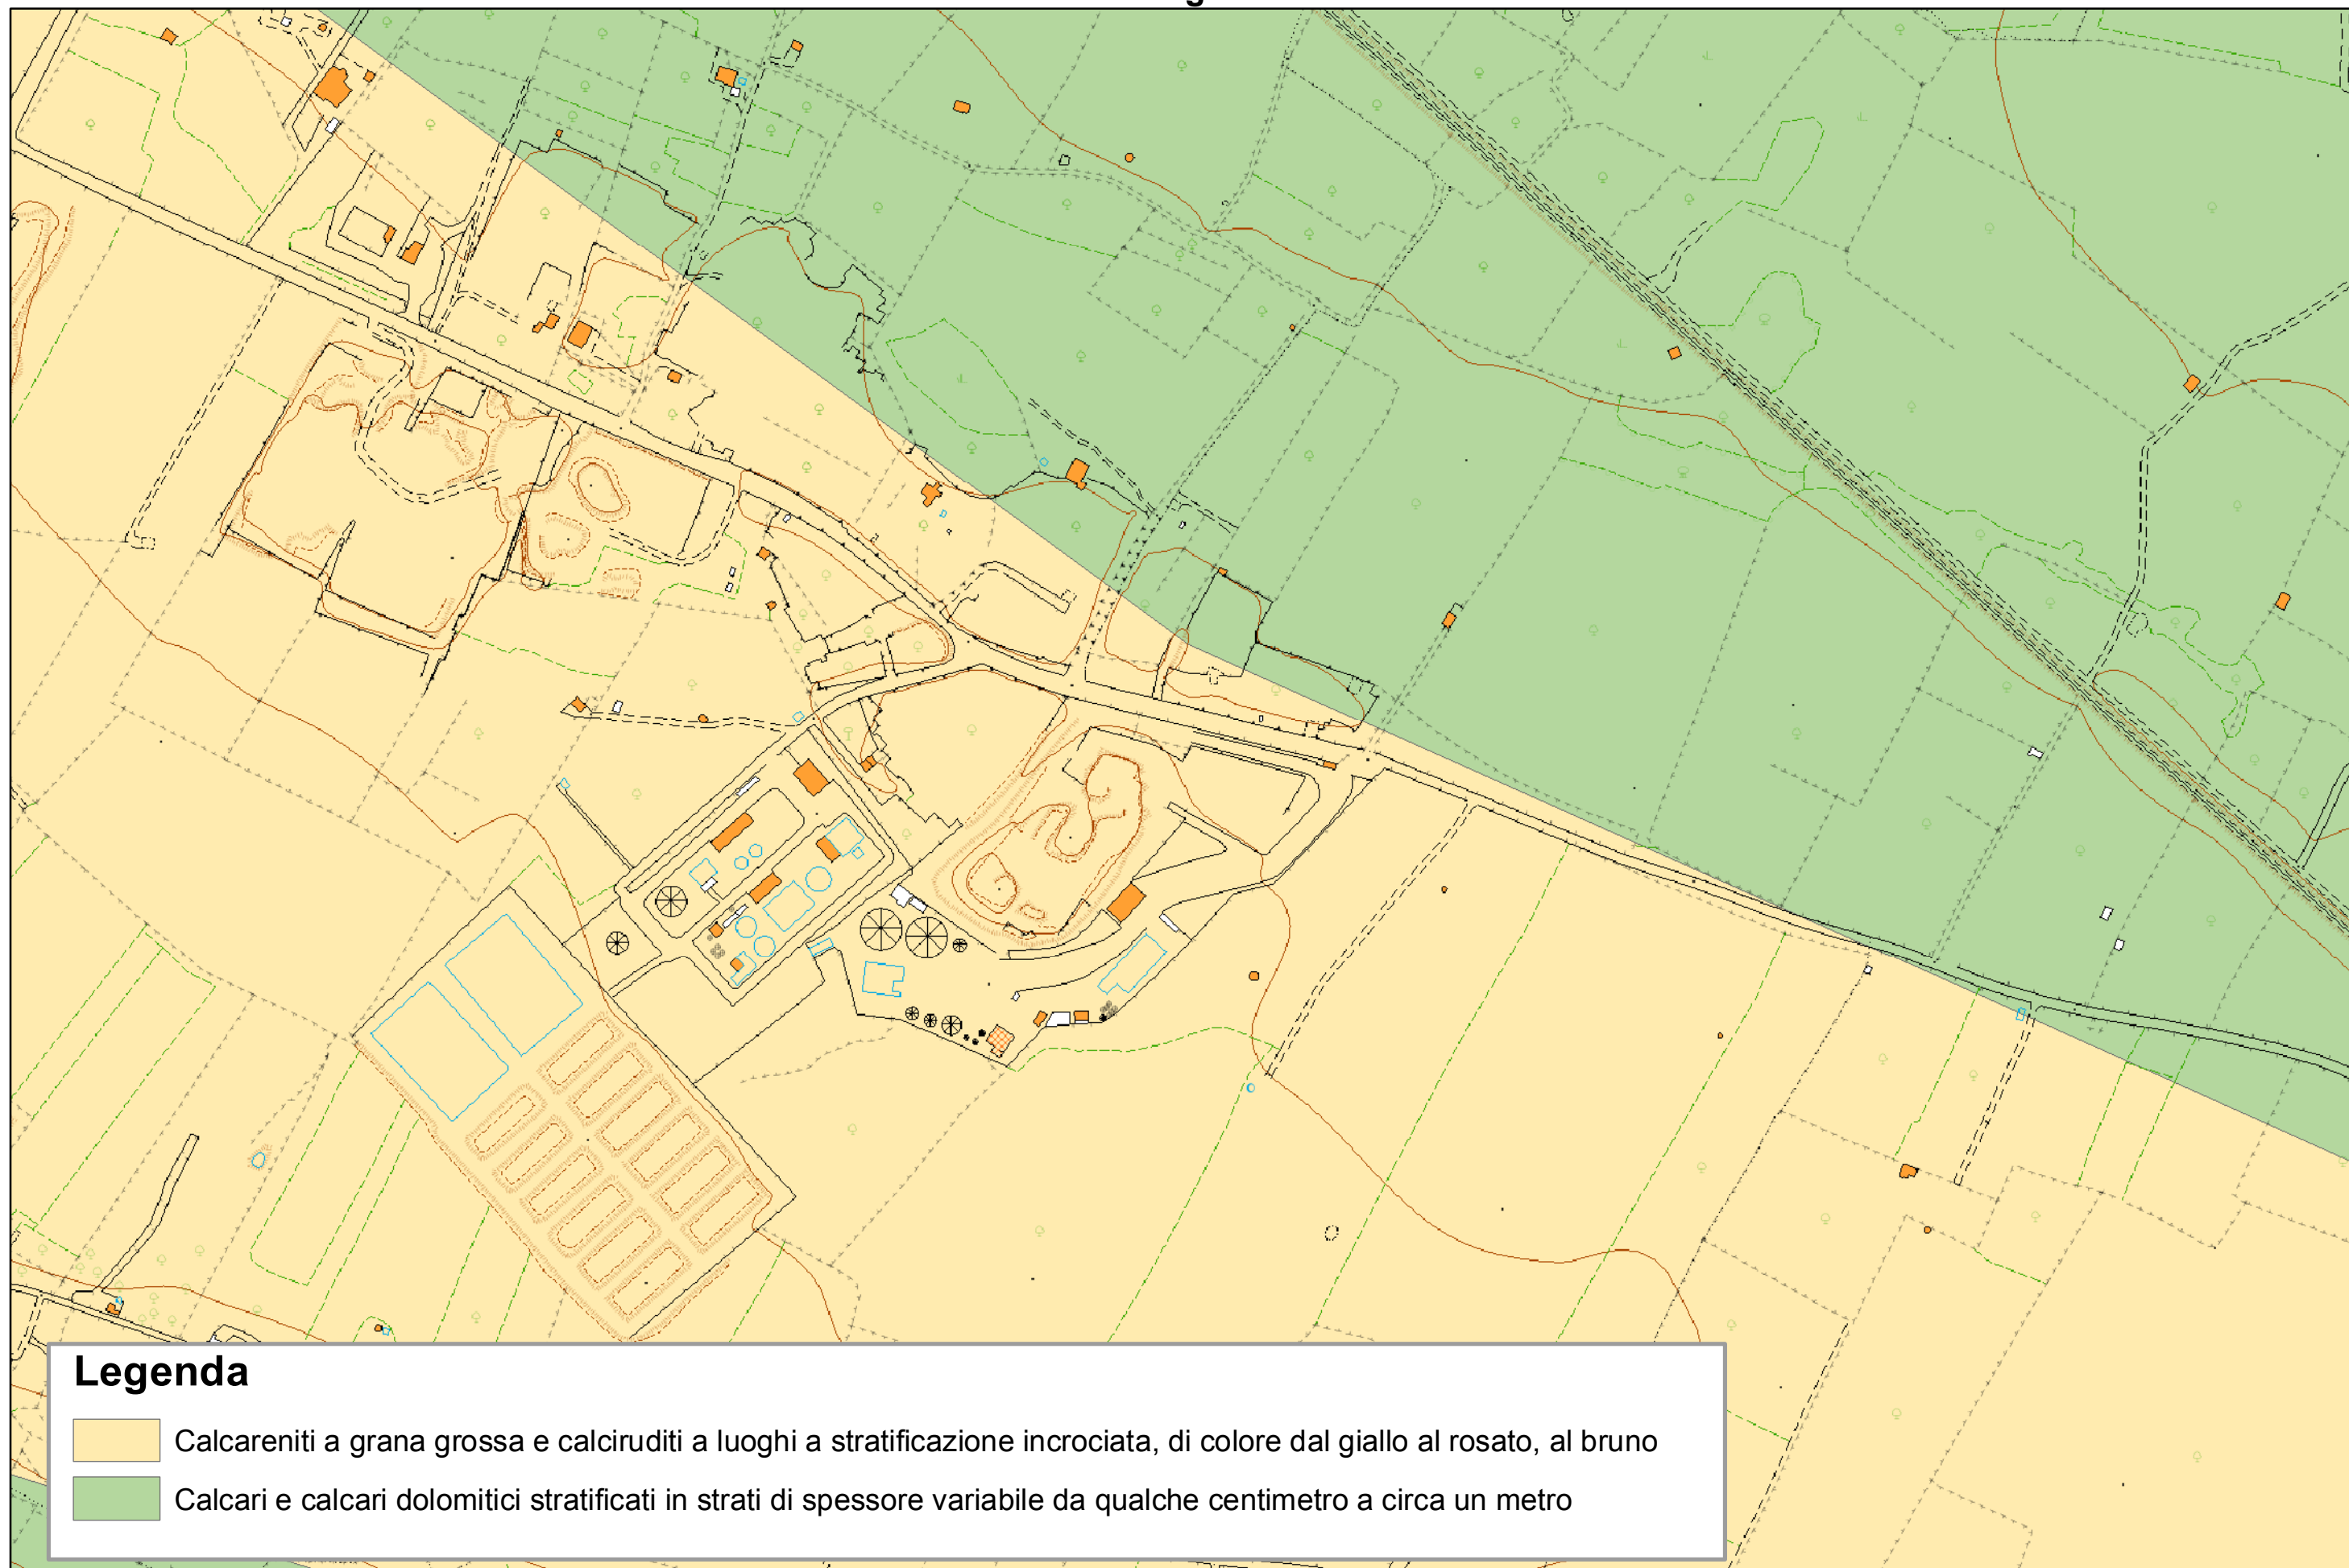 Legenda
Calcareniti a grana grossa e calciruditi a luoghi a stratificazione incrociata, di colore dal giallo al rosato, al bruno
Calcari e calcari dolomitici stratificati in strati di spessore variabile da qualche centimetro a circa un metro